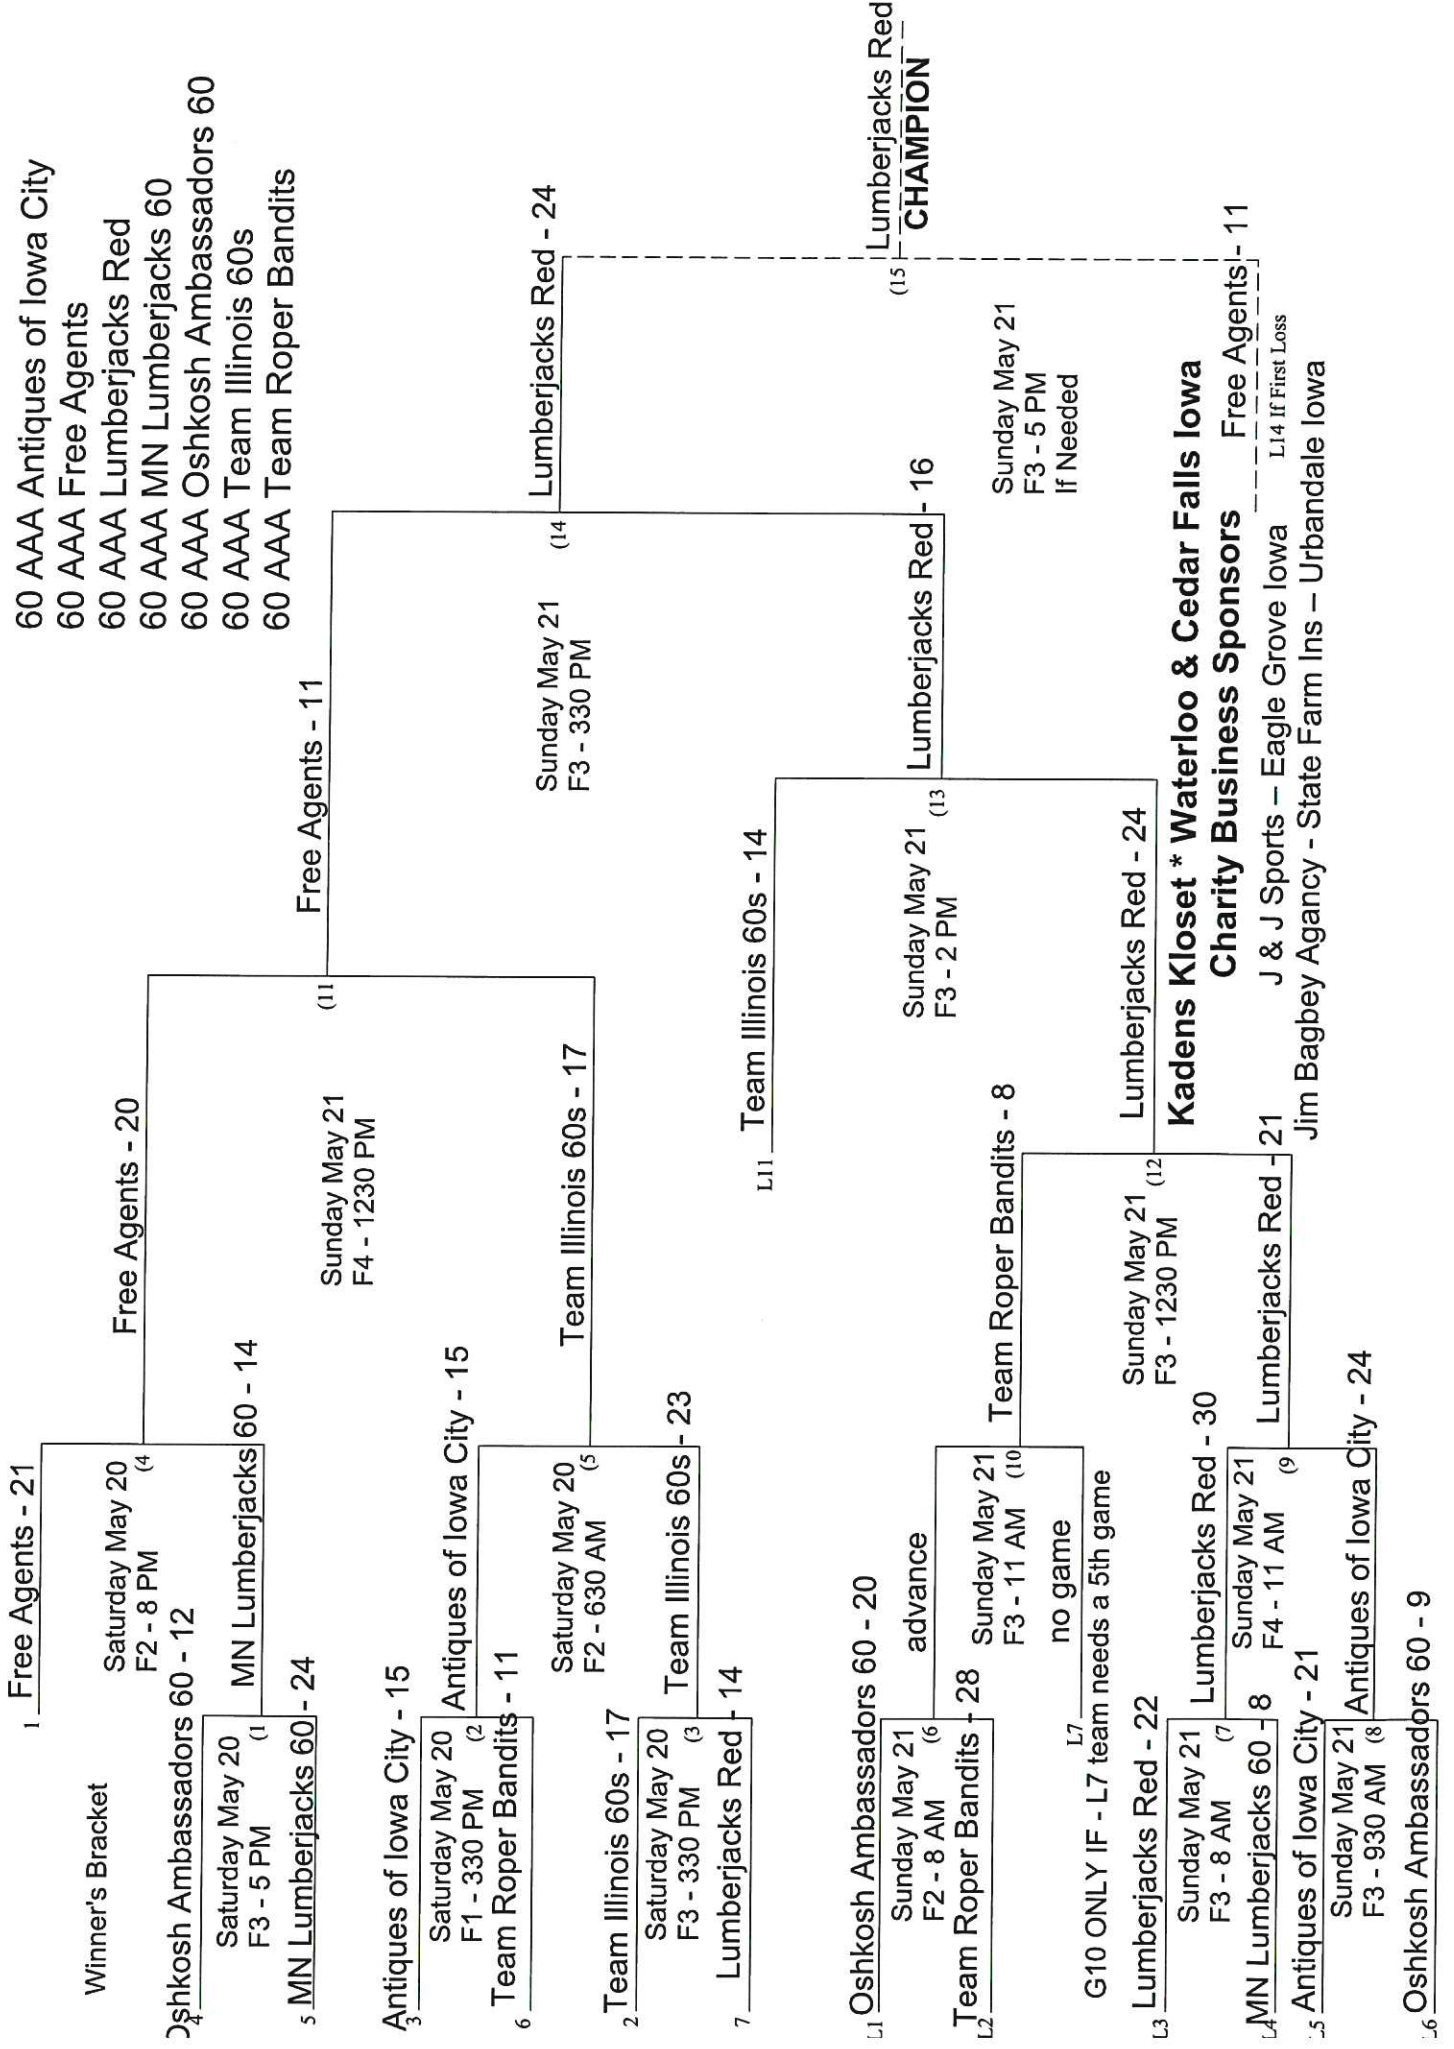 60 AAA Antiques of Iowa City
60 AAA Free Agents
60 AAA Lumberjacks Red
60 AAA MN Lumberjacks 60
60 AAA Oshkosh Ambassadors 60
60 AAA Team Illinois 60s
60 AAA Team Roper Bandits
Winner's Bracket
1
Free Agents - 21
Saturday May 20
F2 - 8 PM
(4
Free Agents - 20
4
Oshkosh Ambassadors 60 - 12
Saturday May 20
F3 - 5 PM
(1
MN Lumberjacks 60 - 14
5
MN Lumberjacks 60 - 24
Sunday May 21
F4 - 1230 PM
(11
Free Agents - 11
3
Antiques of Iowa City - 15
Saturday May 20
F1 - 330 PM
(2
Antiques of Iowa City - 15
6
Team Roper Bandits - 11
Saturday May 20
F2 - 630 AM
(5
Team Illinois 60s - 17
2
Team Illinois 60s - 17
Saturday May 20
F3 - 330 PM
(3
Team Illinois 60s - 23
7
Lumberjacks Red - 14
Sunday May 21
F3 - 330 PM
(14
Lumberjacks Red - 24
L11
Team Illinois 60s - 14
Sunday May 21
F3 - 2 PM
(13
Lumberjacks Red - 16
L1
Oshkosh Ambassadors 60 - 20
Sunday May 21
F2 - 8 AM
(6
advance
L2
Team Roper Bandits - 28
Sunday May 21
F3 - 11 AM
(10
Team Roper Bandits - 8
L7
no game
G10 ONLY IF - L7 team needs a 5th game
Sunday May 21
F3 - 1230 PM
(12
Lumberjacks Red - 24
L3
Lumberjacks Red - 22
Sunday May 21
F3 - 8 AM
(7
Lumberjacks Red - 30
L4
MN Lumberjacks 60 - 8
Sunday May 21
F4 - 11 AM
(9
Lumberjacks Red - 21
L5
Antiques of Iowa City - 21
Sunday May 21
F3 - 930 AM
(8
Antiques of Iowa City - 24
L6
Oshkosh Ambassadors 60 - 9
Sunday May 21
F3 - 5 PM
If Needed
(15
Lumberjacks Red
CHAMPION
Free Agents - 11
L14 If First Loss
Kadens Kloset * Waterloo & Cedar Falls Iowa
Charity Business Sponsors
J & J Sports – Eagle Grove Iowa
Jim Bagbey Agancy - State Farm Ins – Urbandale Iowa